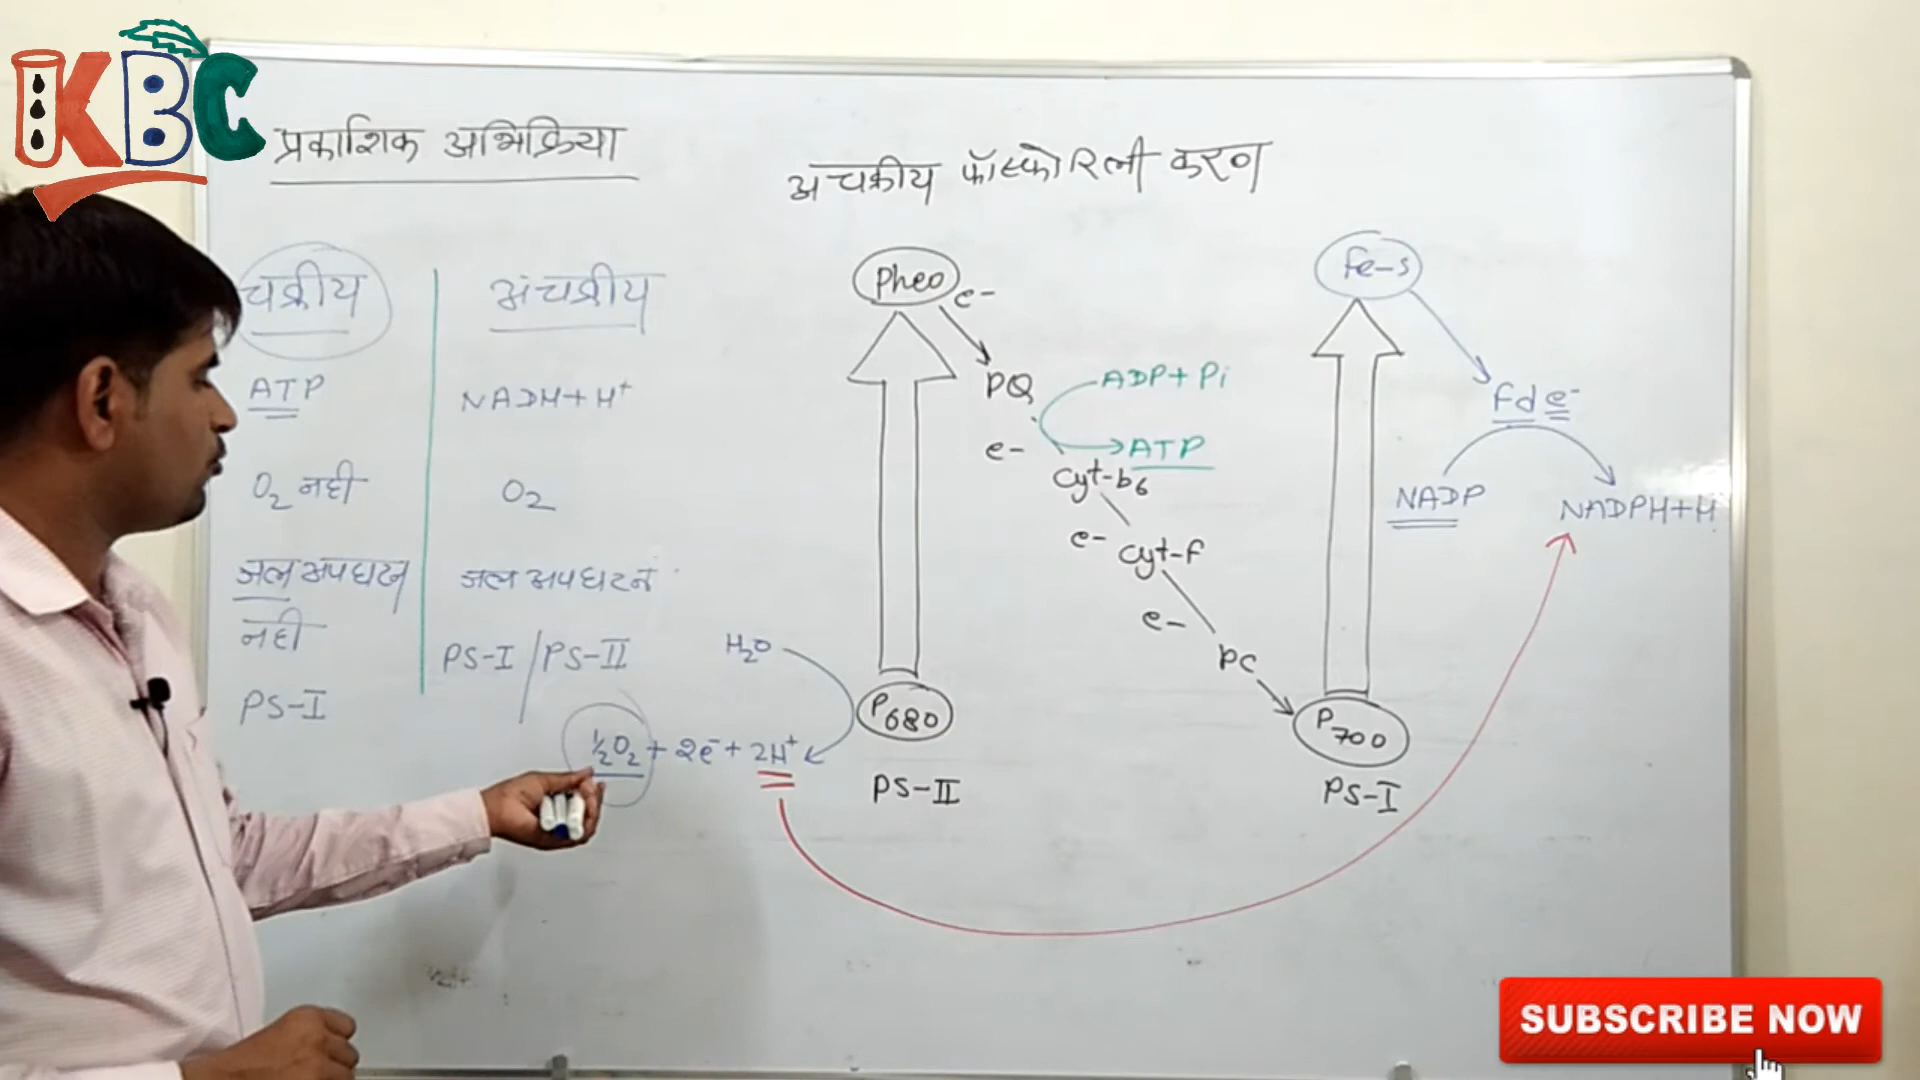 KBC
प्रकाशिक अभिक्रिया
अचक्रीय फॉस्फोरिलीकरण
चक्रीय
अंचक्रीय
ATP
NADH+H⁺
O₂ नही
O₂
जल अपघटन
नही
जल अपघटन
PS-I
PS-I / PS-II
H₂O
½O₂ + 2e⁻ + 2H⁺
Pheo
e-
PQ
ADP+ Pi
ATP
e-
Cyt-b₆
e-
Cyt-f
e-
PC
P₆₈₀
PS-II
Fe-S
Fd e⁻
NADP
NADPH+H
P₇₀₀
PS-I
SUBSCRIBE NOW